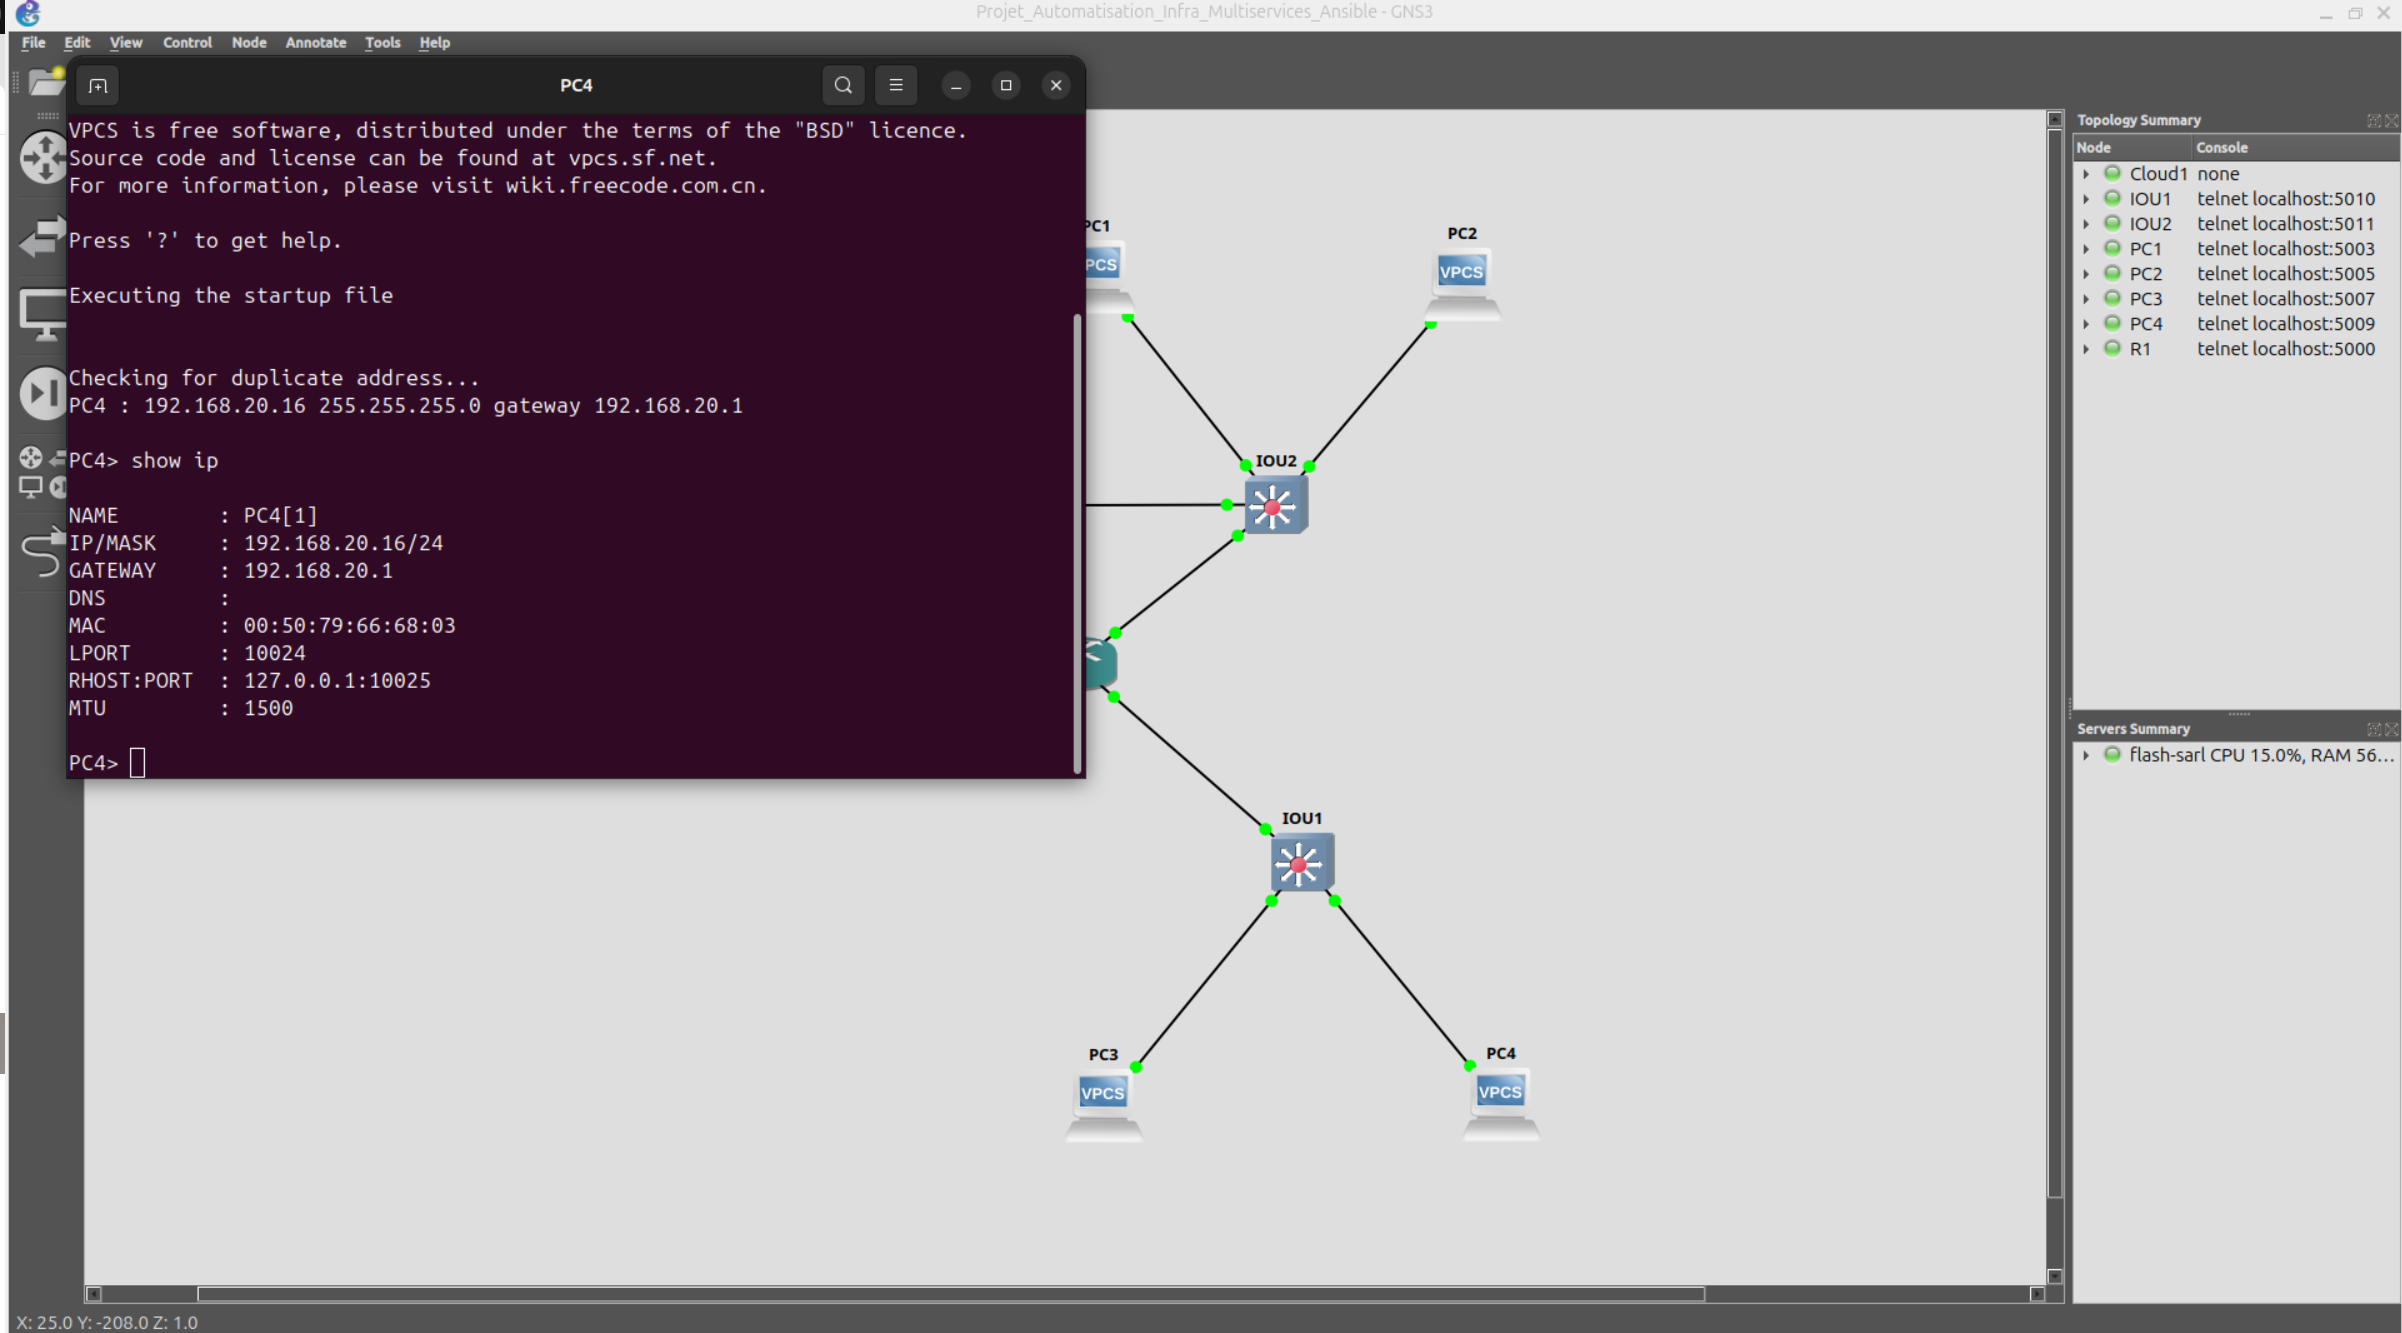 Projet_Automatisation_Infra_Multiservices_Ansible - GNS3
File Edit View Control Node Annotate Tools Help
PC4
VPCS is free software, distributed under the terms of the "BSD" licence.
Source code and license can be found at vpcs.sf.net.
For more information, please visit wiki.freecode.com.cn.
Press '?' to get help.
Executing the startup file
Checking for duplicate address...
PC4 : 192.168.20.16 255.255.255.0 gateway 192.168.20.1
PC4> show ip
NAME : PC4[1]
IP/MASK : 192.168.20.16/24
GATEWAY : 192.168.20.1
DNS :
MAC : 00:50:79:66:68:03
LPORT : 10024
RHOST:PORT : 127.0.0.1:10025
MTU : 1500
PC4>
PC1
PCS
PC2
VPCS
IOU2
IOU1
PC3
VPCS
PC4
VPCS
Topology Summary
Node Console
Cloud1 none
IOU1 telnet localhost:5010
IOU2 telnet localhost:5011
PC1 telnet localhost:5003
PC2 telnet localhost:5005
PC3 telnet localhost:5007
PC4 telnet localhost:5009
R1 telnet localhost:5000
Servers Summary
flash-sarl CPU 15.0%, RAM 56...
X: 25.0 Y: -208.0 Z: 1.0